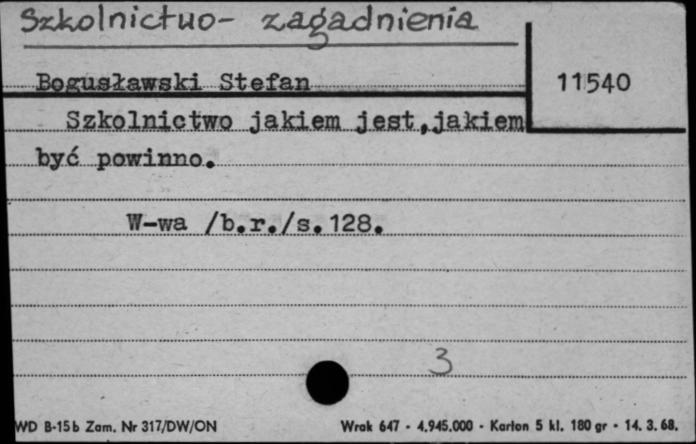 Szkolnictwo- zagadnienia
Bogusławski Stefan
11540
Szkolnictwo jakiem jest,jakiem
być powinno.
W-wa /b.r./s.128.
3
WD B-15b Zam. Nr 317/DW/ON
Wrak 647 - 4.945.000 - Karton 5 kl. 180 gr - 14. 3. 68.